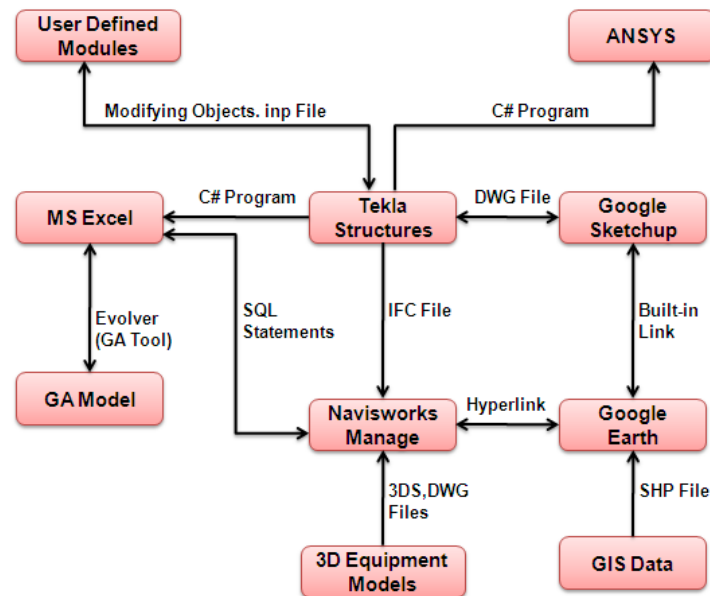 User Defined
Modules
ANSYS
Modifying Objects. inp File
C# Program
C# Program
MS Excel
Tekla
Structures
DWG File
Google
Sketchup
Evolver
(GA Tool)
SQL
Statements
IFC File
Built-in
Link
GA Model
Navisworks
Manage
Hyperlink
Google
Earth
3DS,DWG
Files
SHP File
3D Equipment
Models
GIS Data